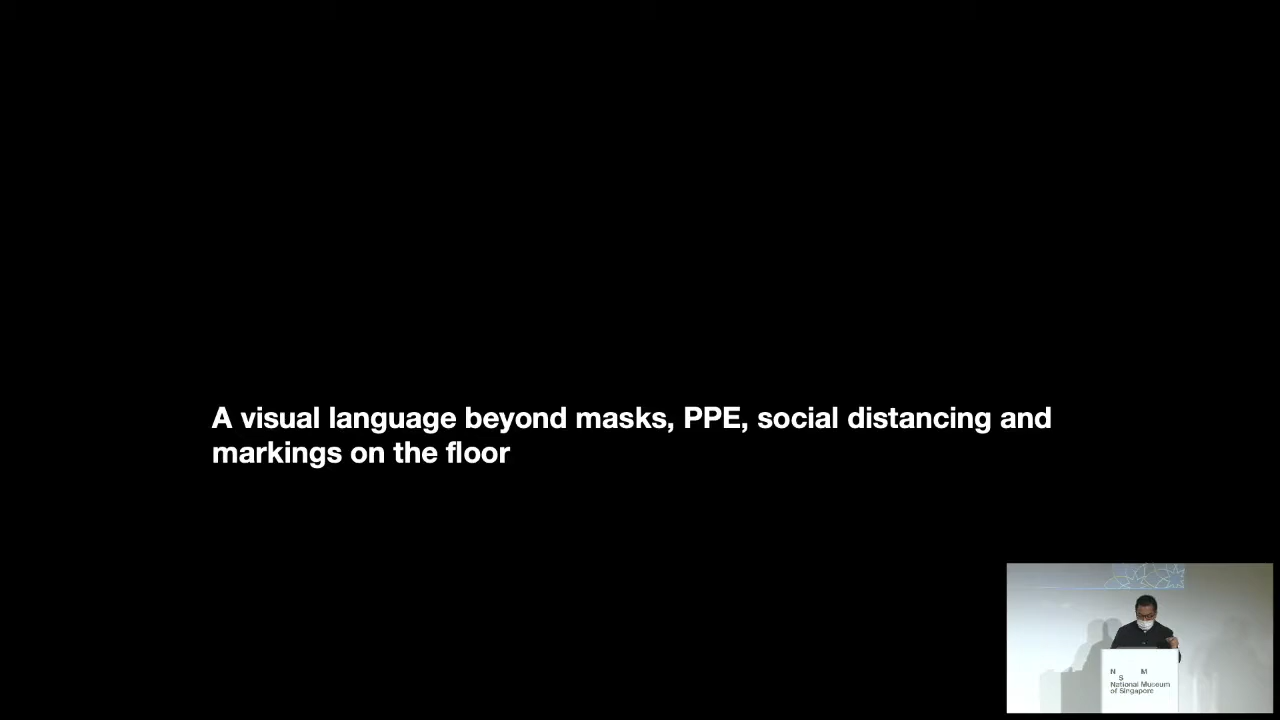 A visual language beyond masks, PPE, social distancing and
markings on the floor
N M
S
National Museum
of Singapore